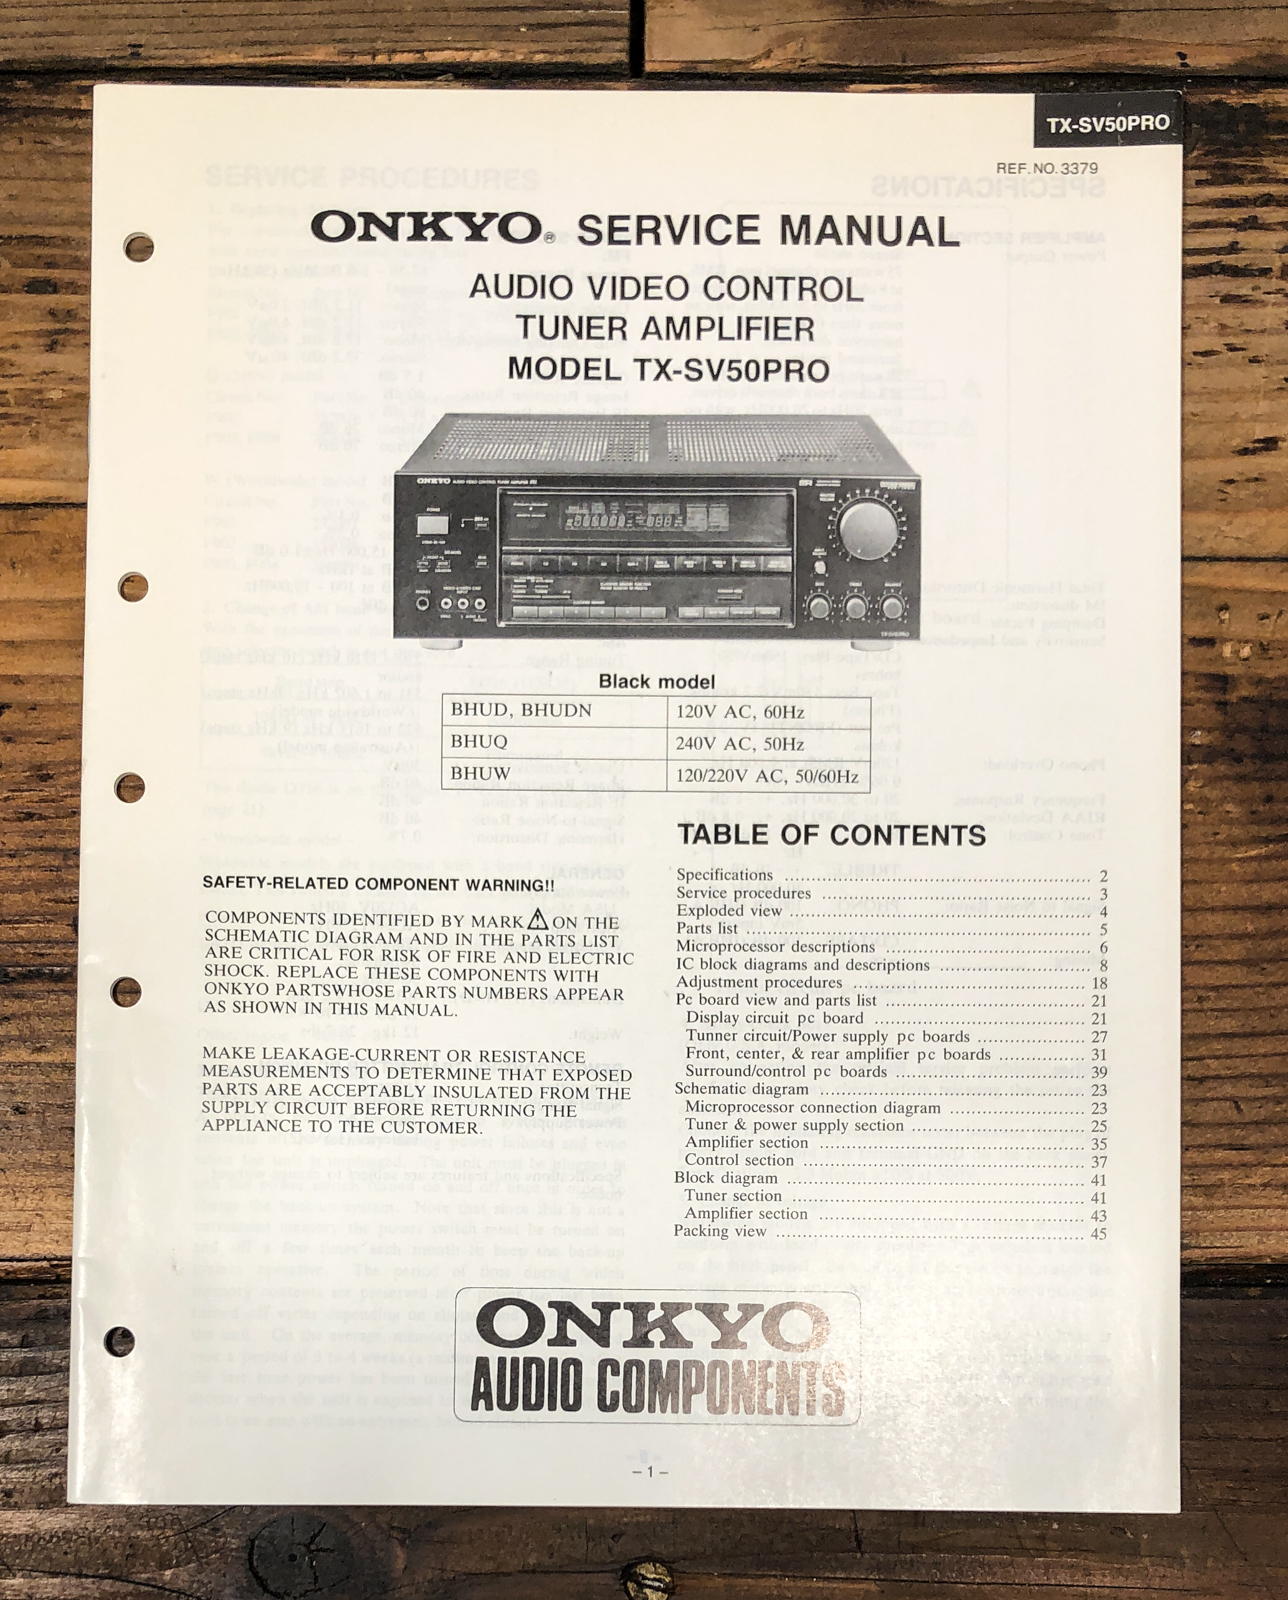 TX-SV50PRO
REF. NO. 3379
ONKYO® SERVICE MANUAL
AUDIO VIDEO CONTROL
TUNER AMPLIFIER
MODEL TX-SV50PRO
ONKYO
Black model
BHUD, BHUDN 120V AC, 60Hz
BHUQ 240V AC, 50Hz
BHUW 120/220V AC, 50/60Hz
SAFETY-RELATED COMPONENT WARNING!!
COMPONENTS IDENTIFIED BY MARK ⚠ ON THE
SCHEMATIC DIAGRAM AND IN THE PARTS LIST
ARE CRITICAL FOR RISK OF FIRE AND ELECTRIC
SHOCK. REPLACE THESE COMPONENTS WITH
ONKYO PARTSWHOSE PARTS NUMBERS APPEAR
AS SHOWN IN THIS MANUAL.
MAKE LEAKAGE-CURRENT OR RESISTANCE
MEASUREMENTS TO DETERMINE THAT EXPOSED
PARTS ARE ACCEPTABLY INSULATED FROM THE
SUPPLY CIRCUIT BEFORE RETURNING THE
APPLIANCE TO THE CUSTOMER.
TABLE OF CONTENTS
Specifications ........ 2
Service procedures ........ 3
Exploded view ........ 4
Parts list ........ 5
Microprocessor descriptions ........ 6
IC block diagrams and descriptions ........ 8
Adjustment procedures ........ 18
Pc board view and parts list ........ 21
Display circuit pc board ........ 21
Tunner circuit/Power supply pc boards ........ 27
Front, center, & rear amplifier pc boards ........ 31
Surround/control pc boards ........ 39
Schematic diagram ........ 23
Microprocessor connection diagram ........ 23
Tuner & power supply section ........ 25
Amplifier section ........ 35
Control section ........ 37
Block diagram ........ 41
Tuner section ........ 41
Amplifier section ........ 43
Packing view ........ 45
ONKYO
AUDIO COMPONENTS
– 1 –